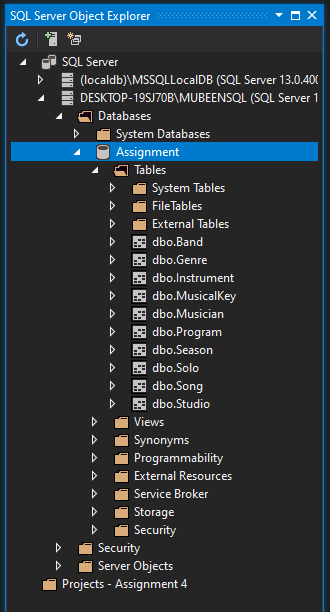 SQL Server Object Explorer
SQL Server
(localdb)\MSSQLLocalDB (SQL Server 13.0.400
DESKTOP-19SJ70B\MUBEENSQL (SQL Server 1
Databases
System Databases
Assignment
Tables
System Tables
FileTables
External Tables
dbo.Band
dbo.Genre
dbo.Instrument
dbo.MusicalKey
dbo.Musician
dbo.Program
dbo.Season
dbo.Solo
dbo.Song
dbo.Studio
Views
Synonyms
Programmability
External Resources
Service Broker
Storage
Security
Security
Server Objects
Projects - Assignment 4